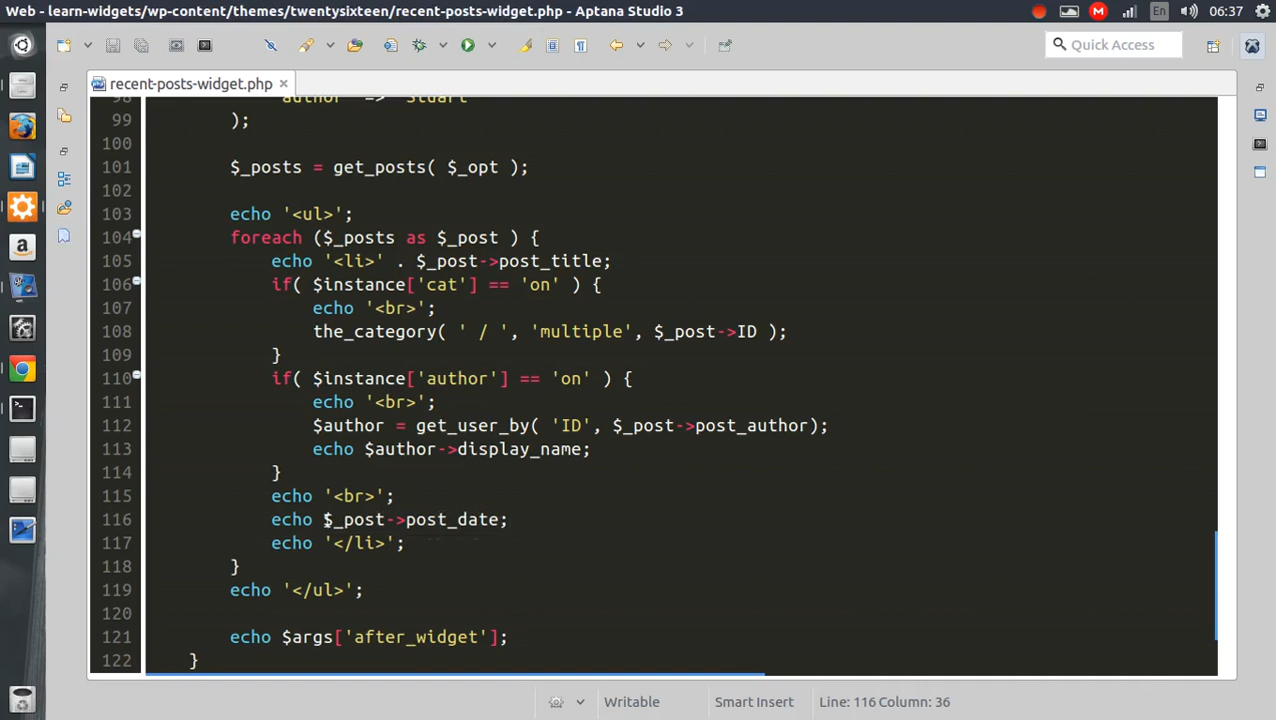 Web - learn-widgets/wp-content/themes/twentysixteen/recent-posts-widget.php - Aptana Studio 3
En
06:37
Quick Access
recent-posts-widget.php
98 'author' => 'Stuart'
99 );
100
101 $_posts = get_posts( $_opt );
102
103 echo '<ul>';
104 foreach ($_posts as $_post ) {
105 echo '<li>' . $_post->post_title;
106 if( $instance['cat'] == 'on' ) {
107 echo '<br>';
108 the_category( ' / ', 'multiple', $_post->ID );
109 }
110 if( $instance['author'] == 'on' ) {
111 echo '<br>';
112 $author = get_user_by( 'ID', $_post->post_author);
113 echo $author->display_name;
114 }
115 echo '<br>';
116 echo $_post->post_date;
117 echo '</li>';
118 }
119 echo '</ul>';
120
121 echo $args['after_widget'];
122 }
Writable
Smart Insert
Line: 116 Column: 36